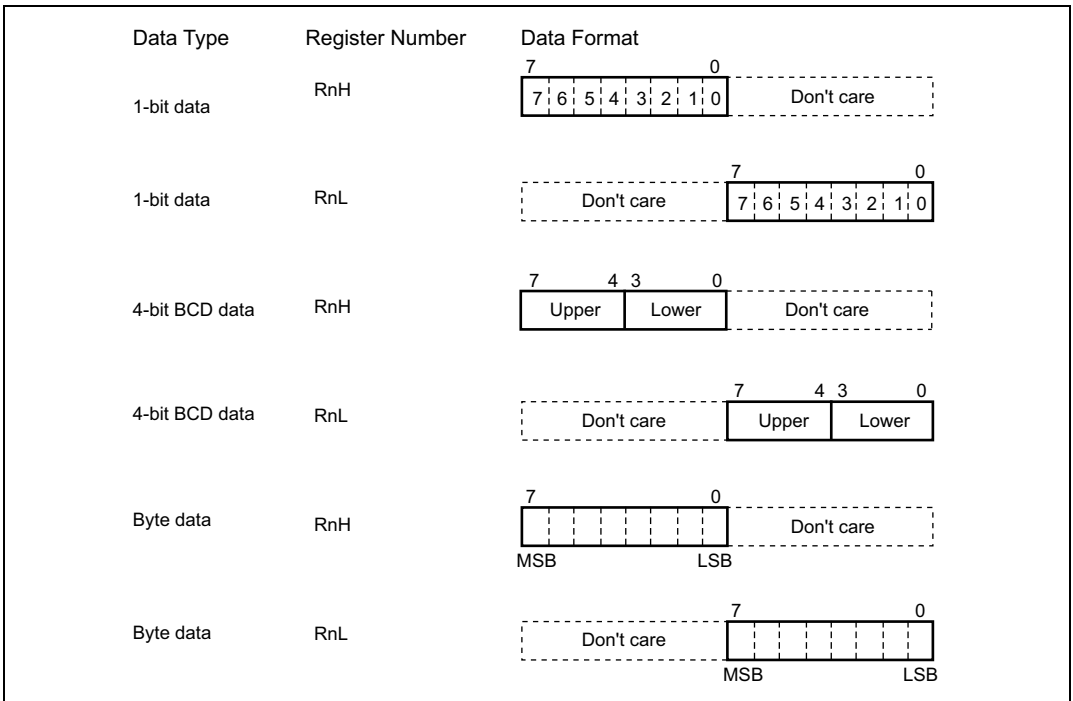 Data Type Register Number Data Format
7 0
1-bit data RnH 7 6 5 4 3 2 1 0 Don't care
7 0
1-bit data RnL Don't care 7 6 5 4 3 2 1 0
7 4 3 0
4-bit BCD data RnH Upper Lower Don't care
7 4 3 0
4-bit BCD data RnL Don't care Upper Lower
7 0
Byte data RnH Don't care
MSB LSB
7 0
Byte data RnL Don't care
MSB LSB